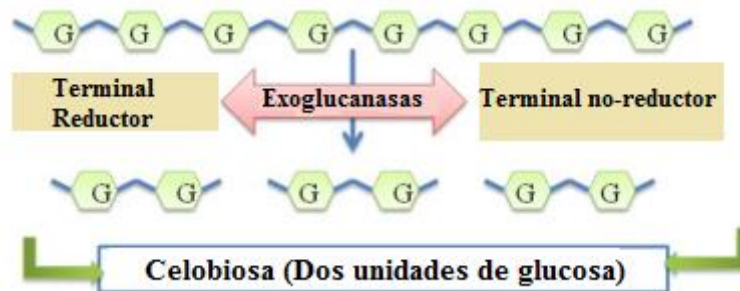 G G G G G G G G
Terminal
Reductor
Exoglucanasas
Terminal no-reductor
G G G G G G
Celobiosa (Dos unidades de glucosa)